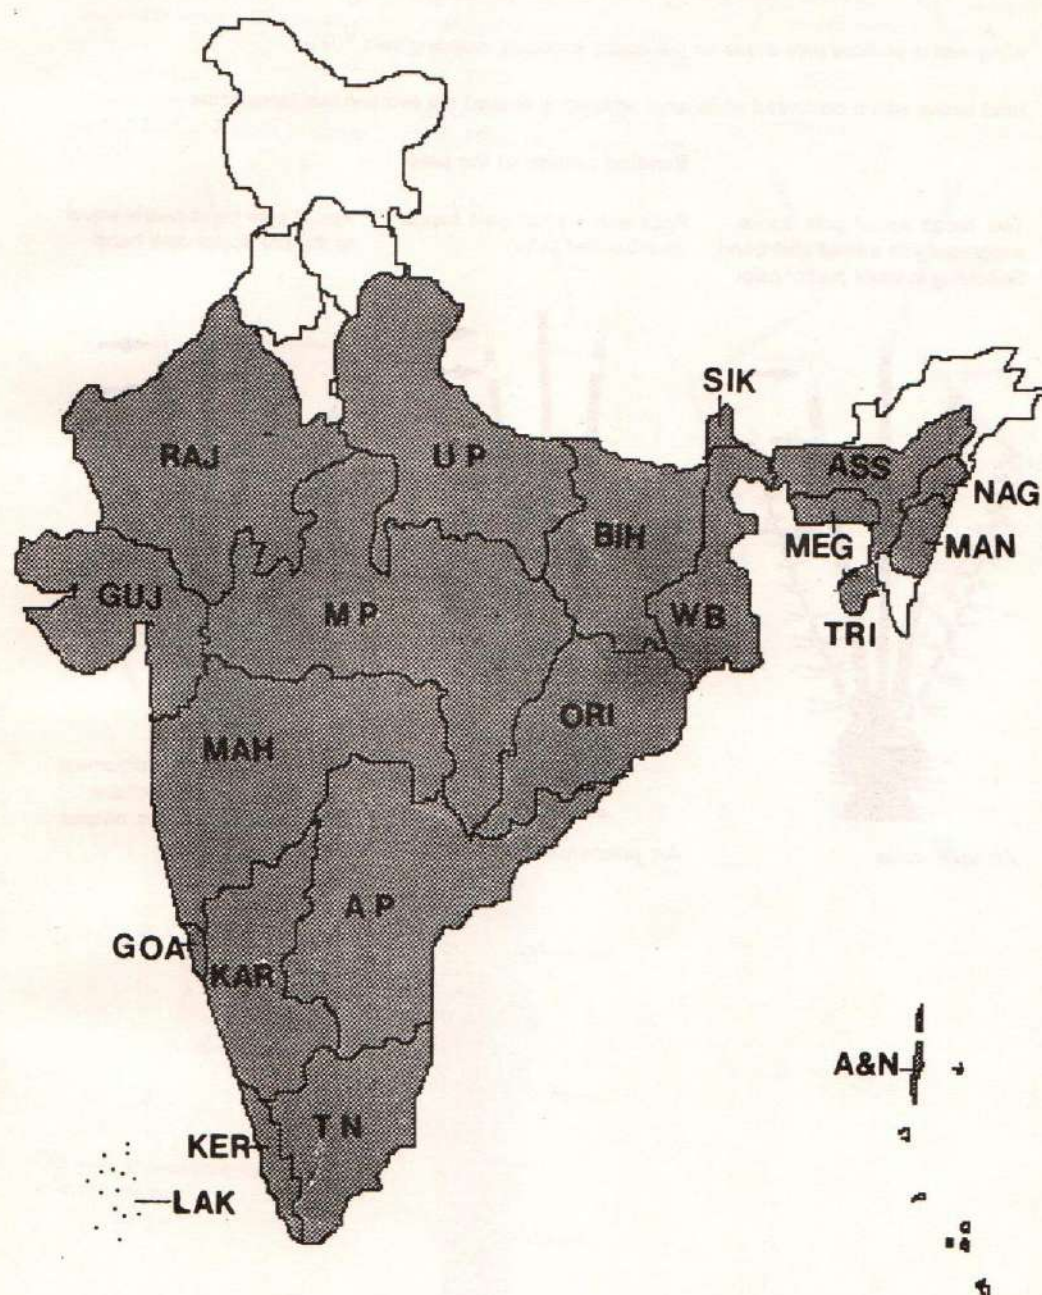 SIK
RAJ
U P
ASS
NAG
BIH
MEG
MAN
GUJ
M P
WB
TRI
ORI
MAH
A P
GOA
KAR
A&N
T N
KER
LAK